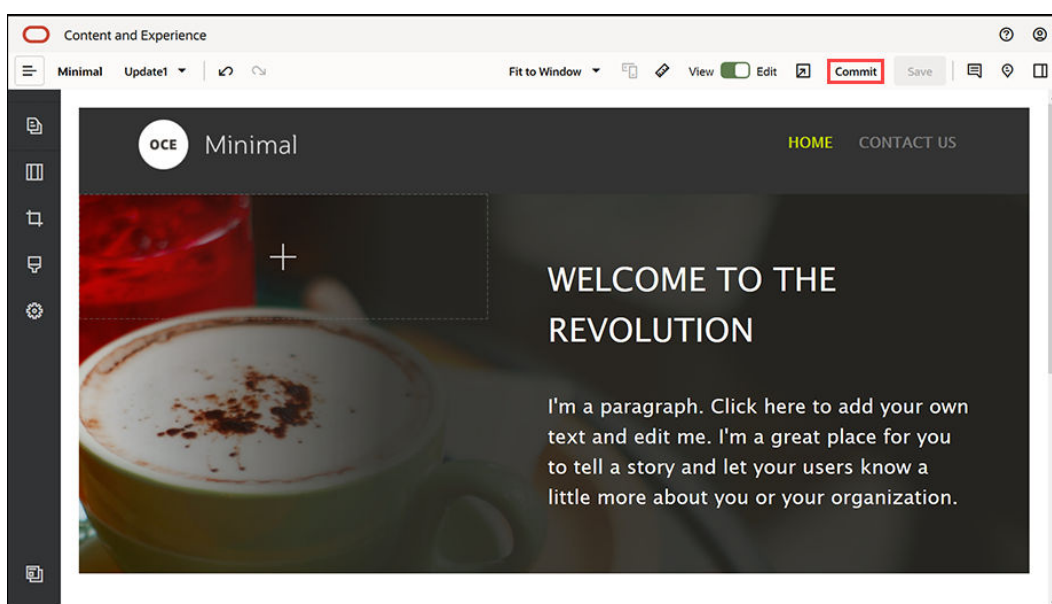 Content and Experience
Minimal Update1 Fit to Window View Edit Commit Save
OCE Minimal HOME CONTACT US
WELCOME TO THE
REVOLUTION
I'm a paragraph. Click here to add your own
text and edit me. I'm a great place for you
to tell a story and let your users know a
little more about you or your organization.